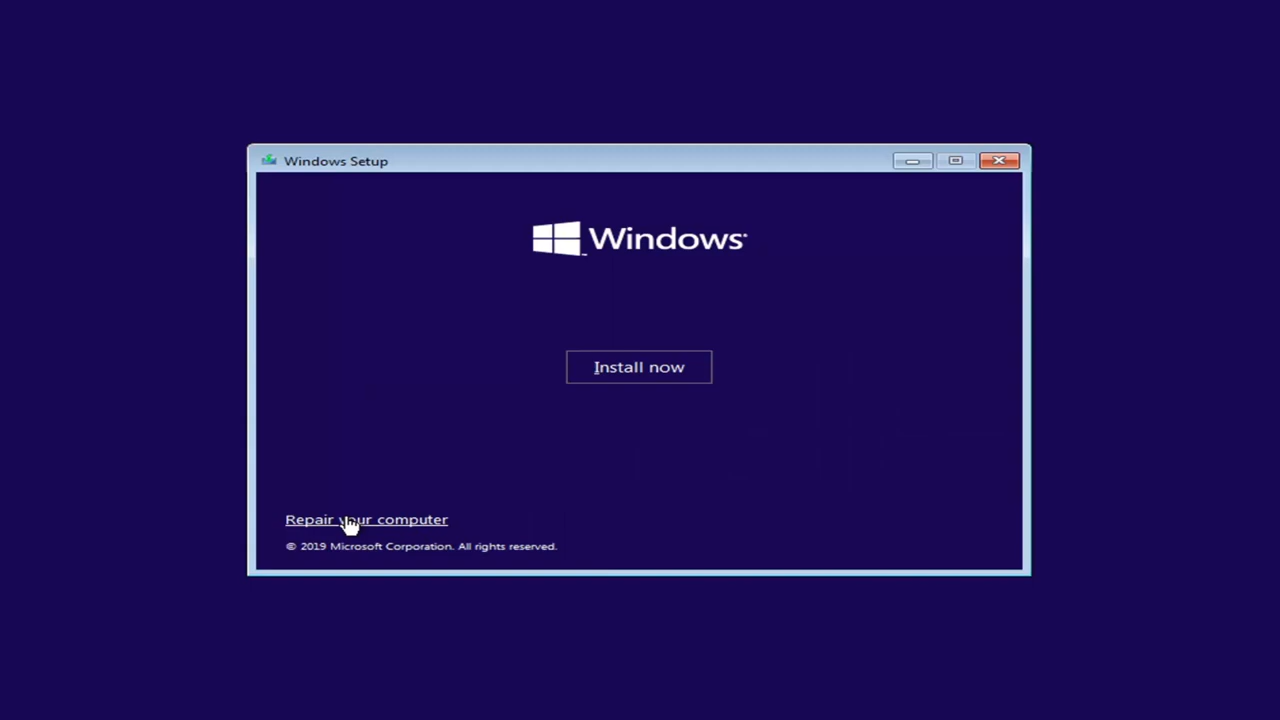 Windows Setup
Windows
Install now
Repair your computer
© 2019 Microsoft Corporation. All rights reserved.